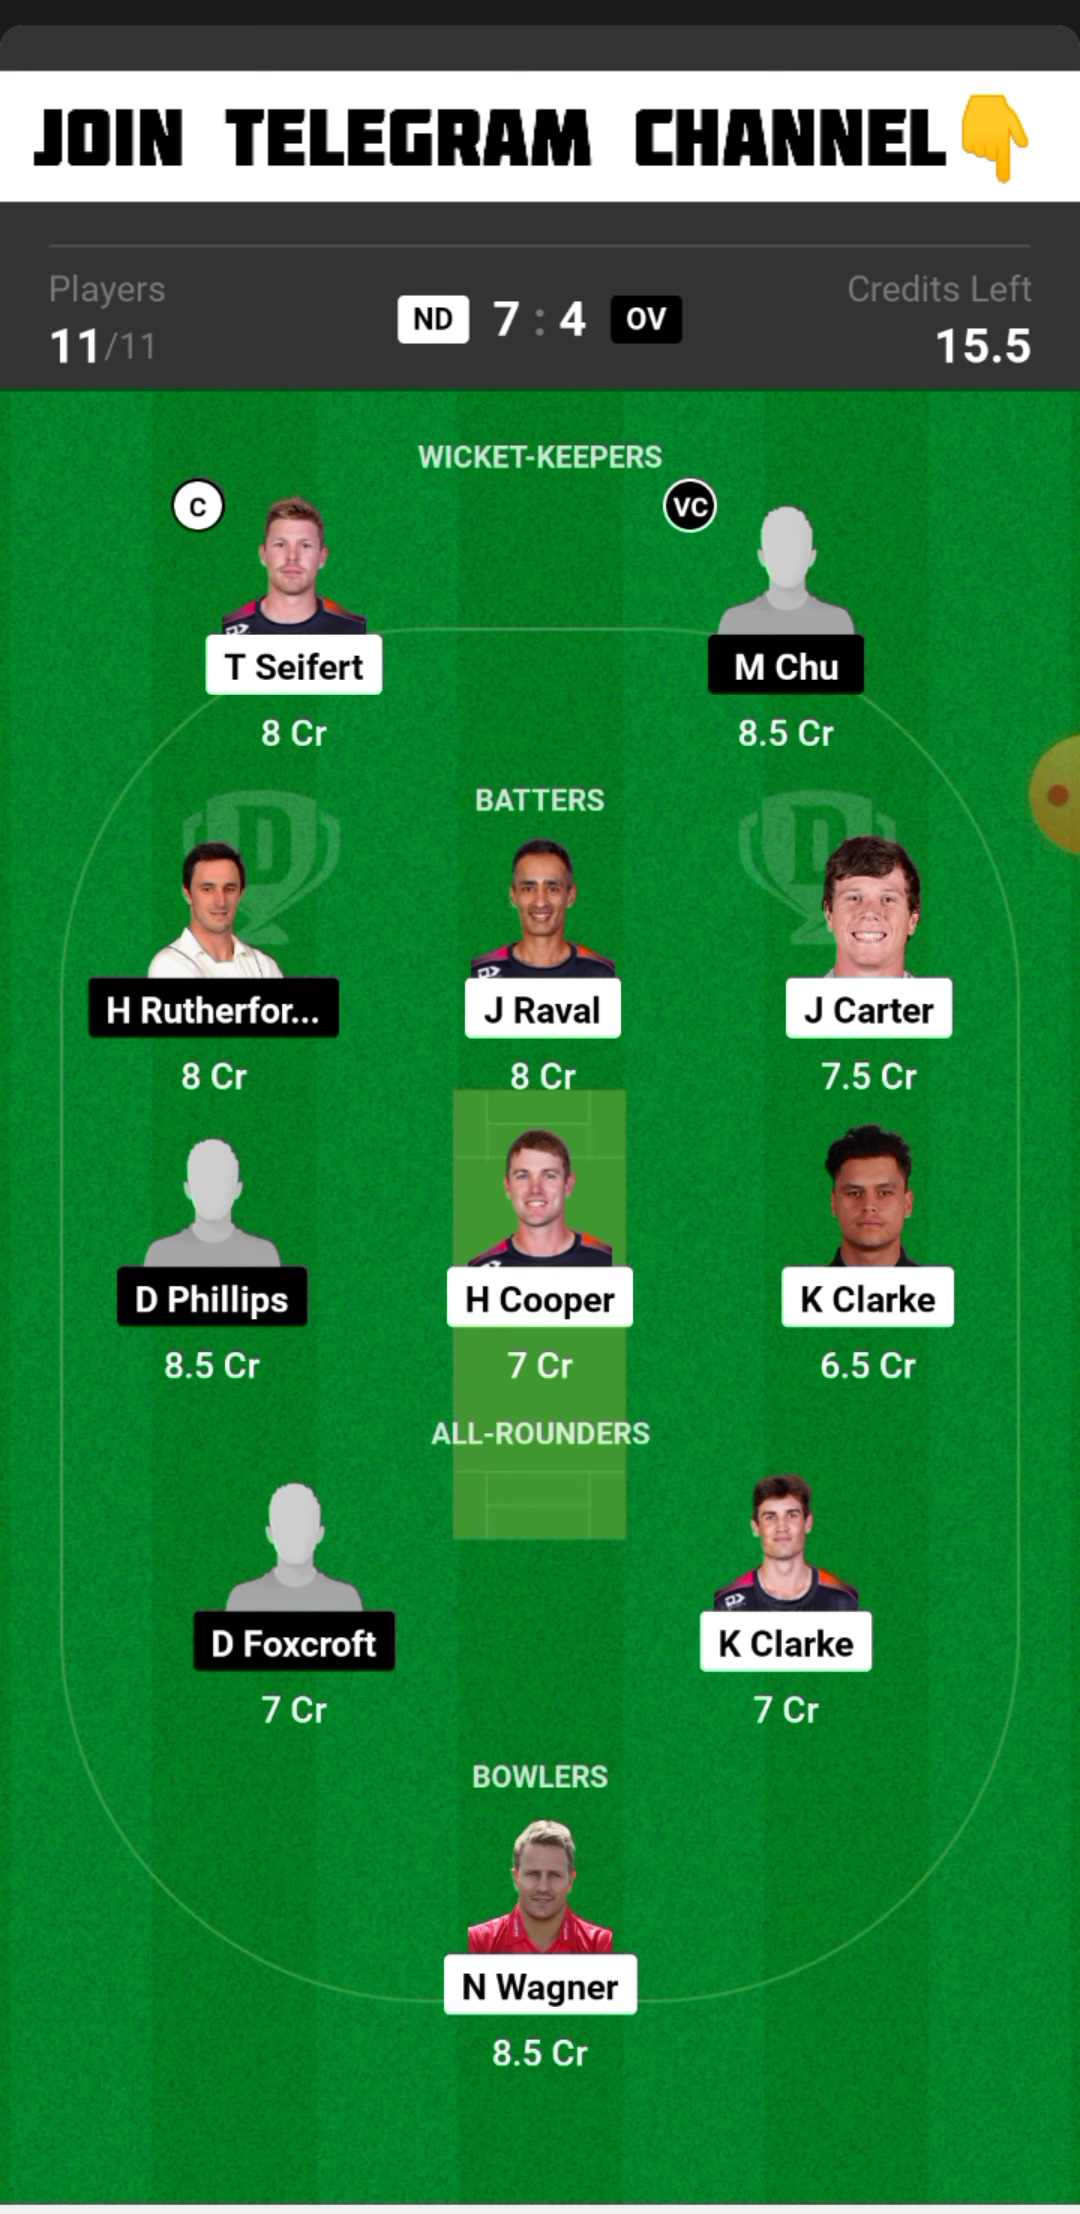 JOIN TELEGRAM CHANNEL
Players
Credits Left
11/11
ND 7 : 4 OV
15.5
WICKET-KEEPERS
C
VC
T Seifert
M Chu
8 Cr
8.5 Cr
BATTERS
H Rutherfor...
J Raval
J Carter
8 Cr
8 Cr
7.5 Cr
D Phillips
H Cooper
K Clarke
8.5 Cr
7 Cr
6.5 Cr
ALL-ROUNDERS
D Foxcroft
K Clarke
7 Cr
7 Cr
BOWLERS
N Wagner
8.5 Cr